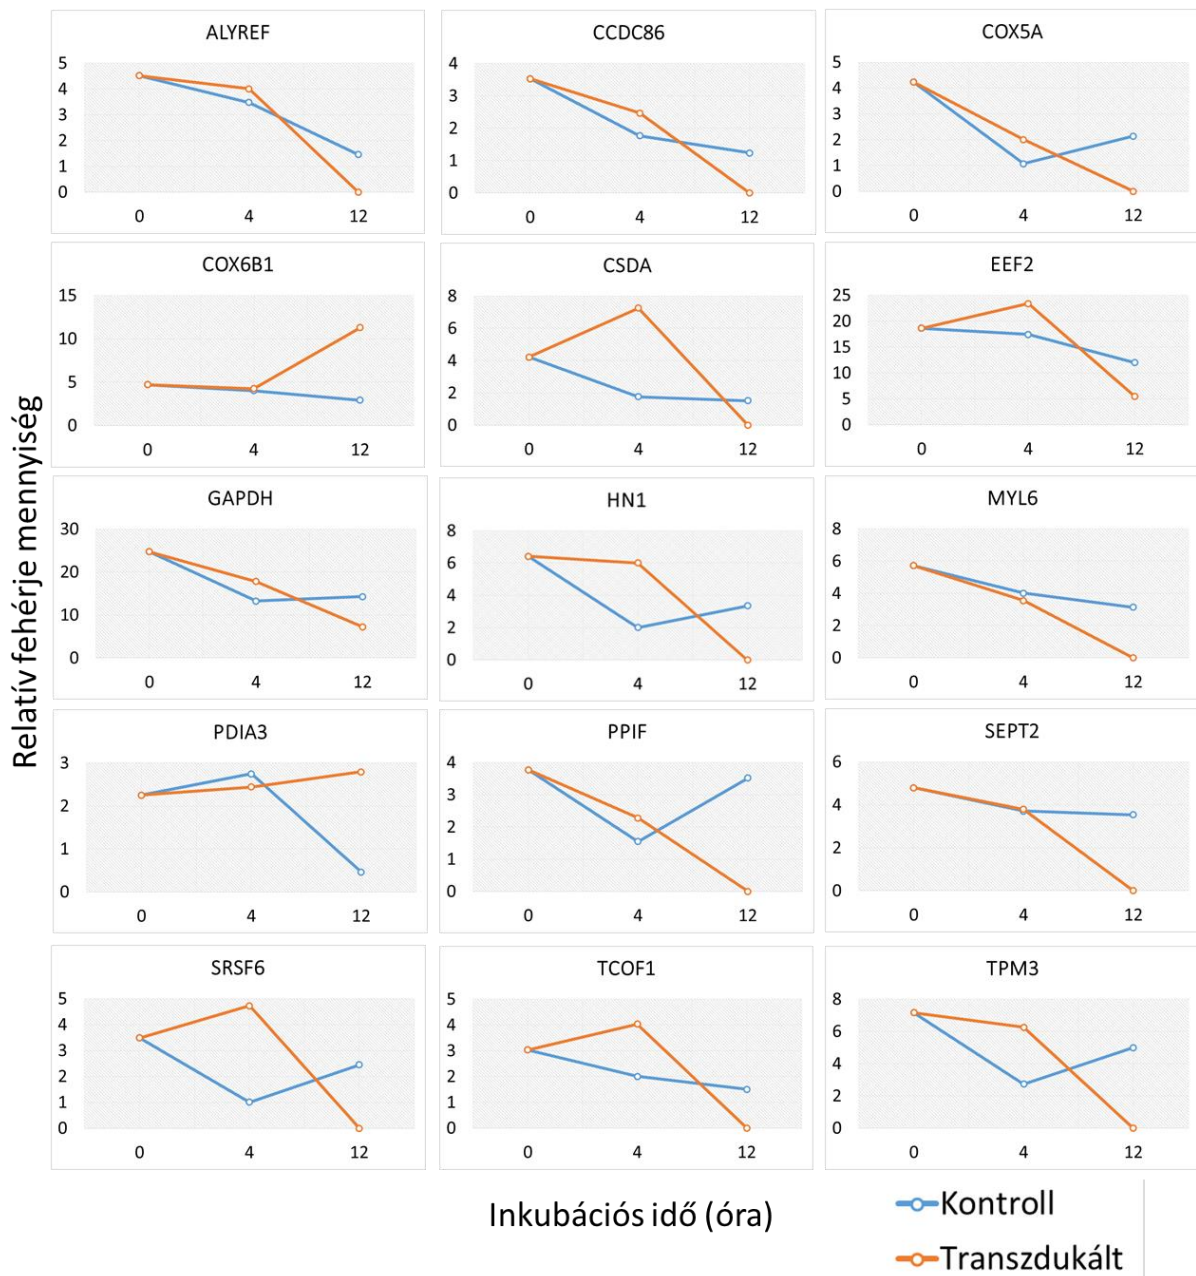 ALYREF
5
4
3
2
1
0
0 4 12
CCDC86
4
3
2
1
0
0 4 12
COX5A
5
4
3
2
1
0
0 4 12
COX6B1
15
10
5
0
0 4 12
CSDA
8
6
4
2
0
0 4 12
EEF2
25
20
15
10
5
0
0 4 12
GAPDH
30
20
10
0
0 4 12
HN1
8
6
4
2
0
0 4 12
MYL6
8
6
4
2
0
0 4 12
PDIA3
3
2
1
0
0 4 12
PPIF
4
3
2
1
0
0 4 12
SEPT2
6
4
2
0
0 4 12
SRSF6
5
4
3
2
1
0
0 4 12
TCOF1
5
4
3
2
1
0
0 4 12
TPM3
8
6
4
2
0
0 4 12
Relatív fehérje mennyiség
Inkubációs idő (óra)
Kontroll
Transzdukált